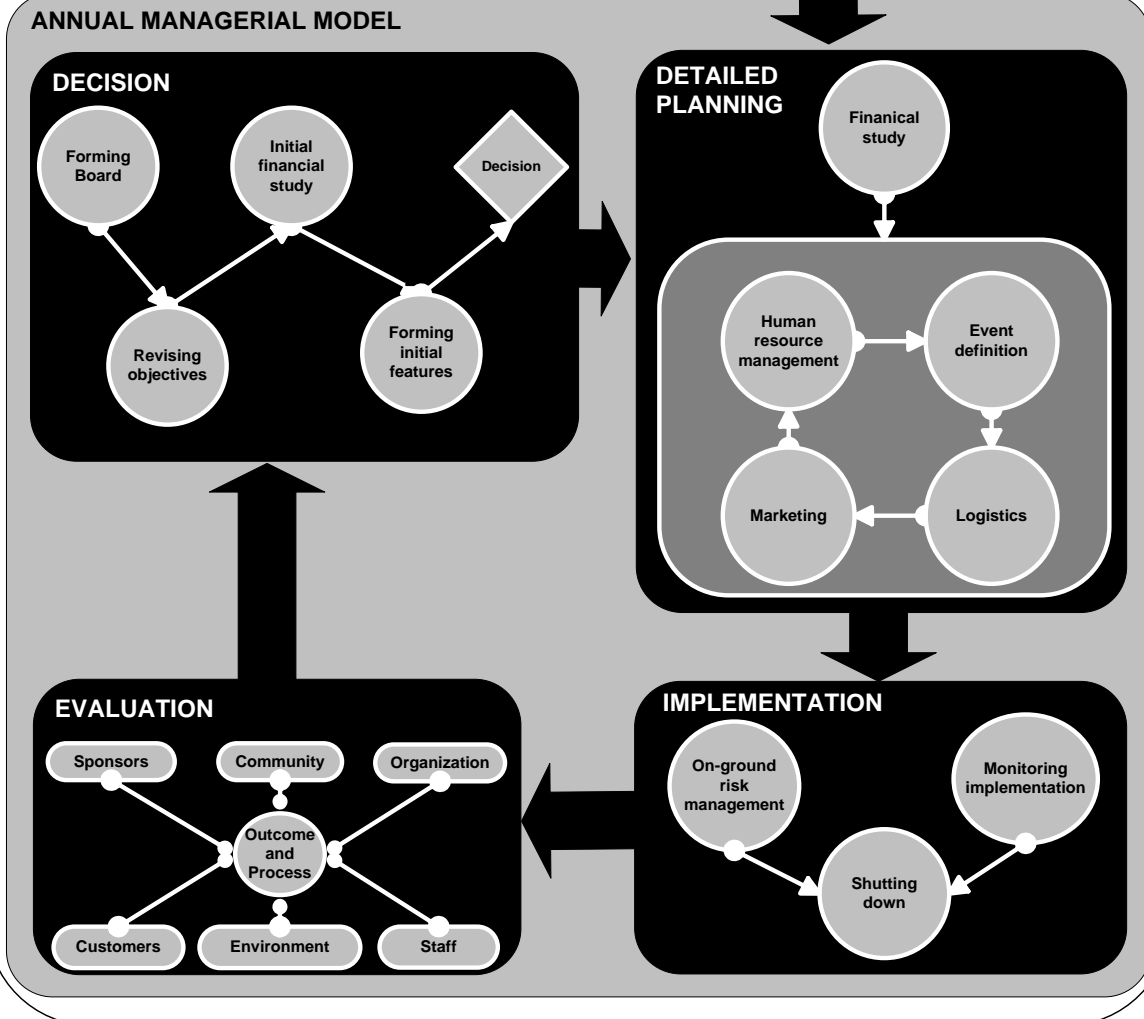 ANNUAL MANAGERIAL MODEL
DECISION
Forming
Board
Initial
financial
study
Decision
Revising
objectives
Forming
initial
features
DETAILED
PLANNING
Finanical
study
Human
resource
management
Event
definition
Marketing
Logistics
EVALUATION
Sponsors
Community
Organization
Outcome
and
Process
Customers
Environment
Staff
IMPLEMENTATION
On-ground
risk
management
Monitoring
implementation
Shutting
down